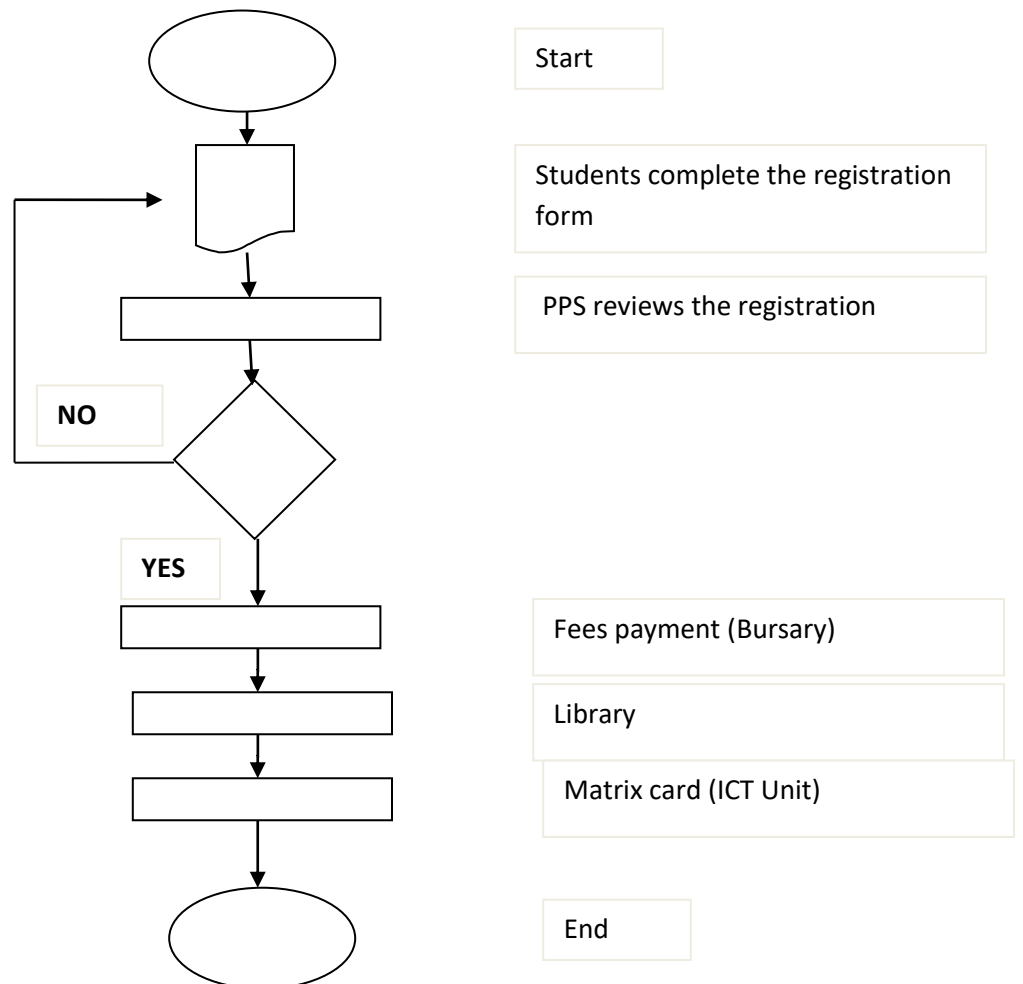 Start
Students complete the registration
form
PPS reviews the registration
NO
YES
Fees payment (Bursary)
Library
Matrix card (ICT Unit)
End